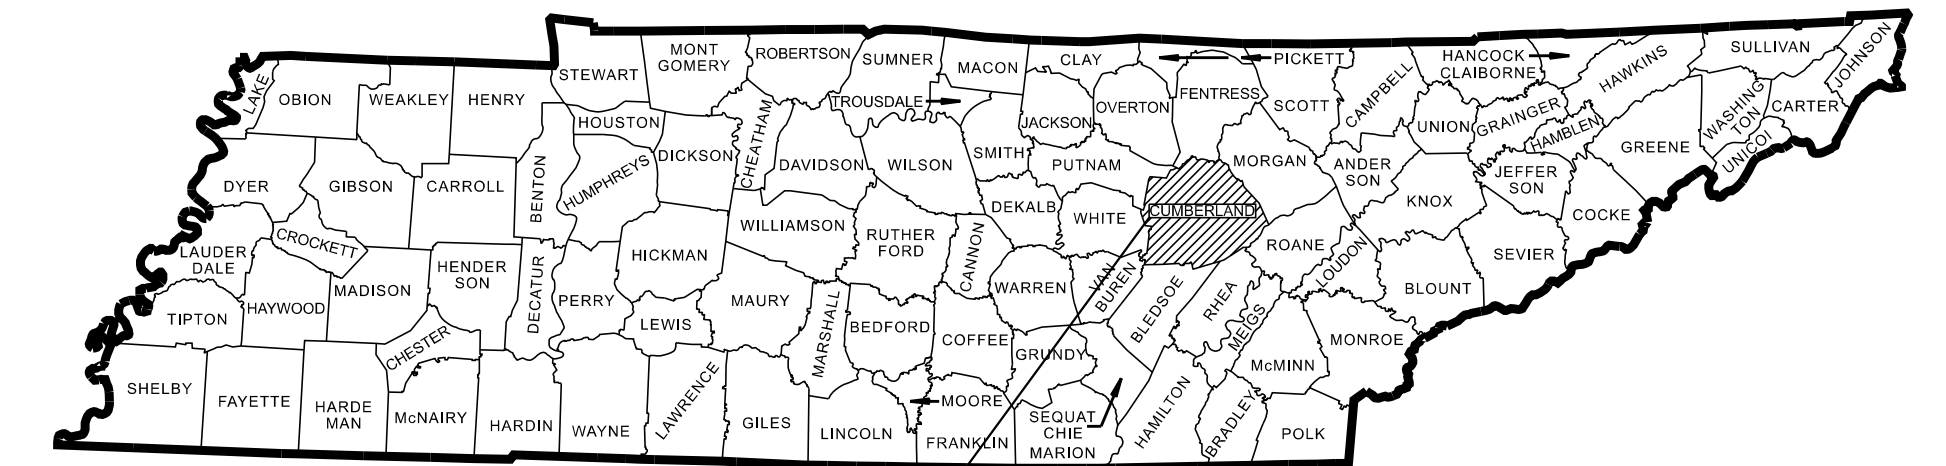 LAKE
OBION
WEAKLEY
HENRY
STEWART
MONT
GOMERY
ROBERTSON
SUMNER
MACON
CLAY
PICKETT
HANCOCK
CLAIBORNE
HAWKINS
SULLIVAN
JOHNSON
TROUSDALE
HOUSTON
CHEATHAM
JACKSON
OVERTON
FENTRESS
SCOTT
CAMPBELL
UNION
GRAINGER
HAMBLEN
WASHING
TON
CARTER
UNICOI
GREENE
DYER
GIBSON
CARROLL
BENTON
HUMPHREYS
DICKSON
DAVIDSON
WILSON
SMITH
PUTNAM
MORGAN
ANDER
SON
JEFFER
SON
KNOX
COCKE
DEKALB
WHITE
CUMBERLAND
LAUDER
DALE
CROCKETT
HENDER
SON
DECATUR
HICKMAN
WILLIAMSON
RUTHER
FORD
CANNON
VAN
BUREN
ROANE
LOUDON
SEVIER
TIPTON
HAYWOOD
MADISON
PERRY
LEWIS
MAURY
MARSHALL
BEDFORD
WARREN
BLEDSOE
RHEA
MEIGS
BLOUNT
MONROE
CHESTER
COFFEE
GRUNDY
McMINN
SHELBY
FAYETTE
HARDE
MAN
McNAIRY
HARDIN
WAYNE
LAWRENCE
GILES
LINCOLN
MOORE
FRANKLIN
SEQUAT
CHIE
MARION
HAMILTON
BRADLEY
POLK